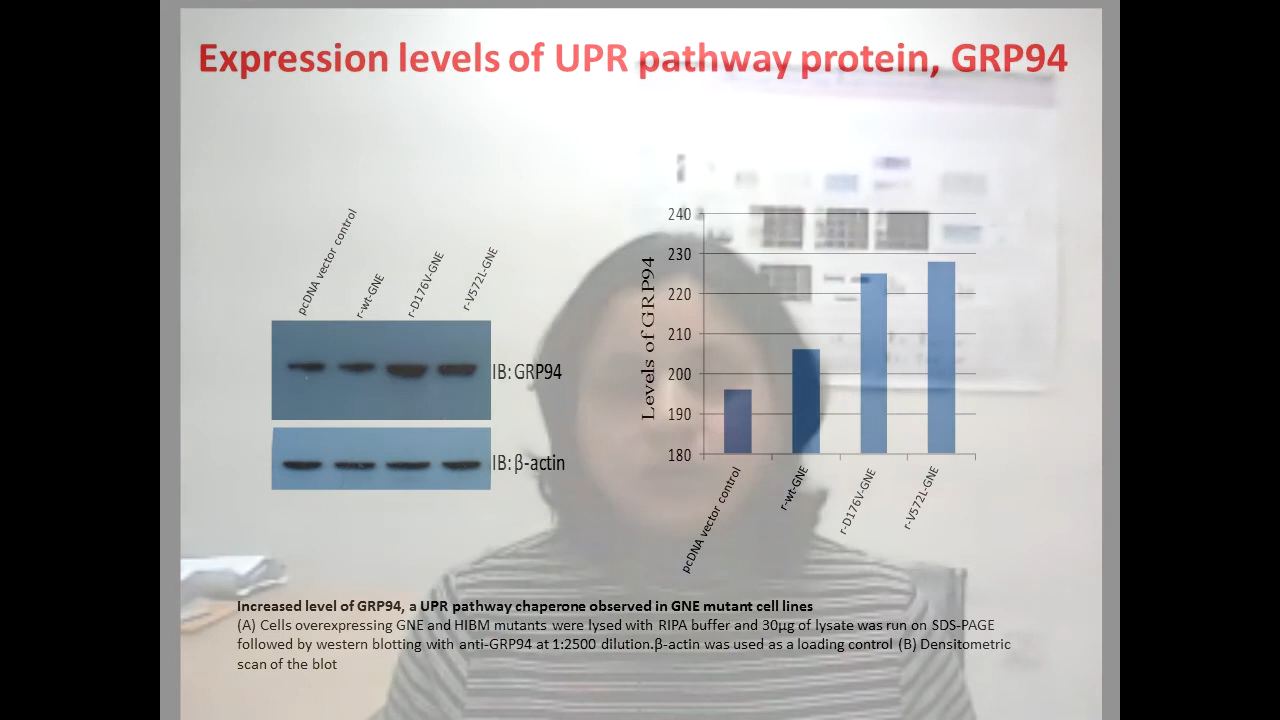 Expression levels of UPR pathway protein, GRP94
pcDNA vector control
r-wt-GNE
r-D176V-GNE
r-V572L-GNE
IB: GRP94
IB: β-actin
Levels of GRP94
240
230
220
210
200
190
180
pcDNA vector control
r-wt-GNE
r-D176V-GNE
r-V572L-GNE
Increased level of GRP94, a UPR pathway chaperone observed in GNE mutant cell lines
(A) Cells overexpressing GNE and HIBM mutants were lysed with RIPA buffer and 30μg of lysate was run on SDS-PAGE
followed by western blotting with anti-GRP94 at 1:2500 dilution.β-actin was used as a loading control (B) Densitometric
scan of the blot